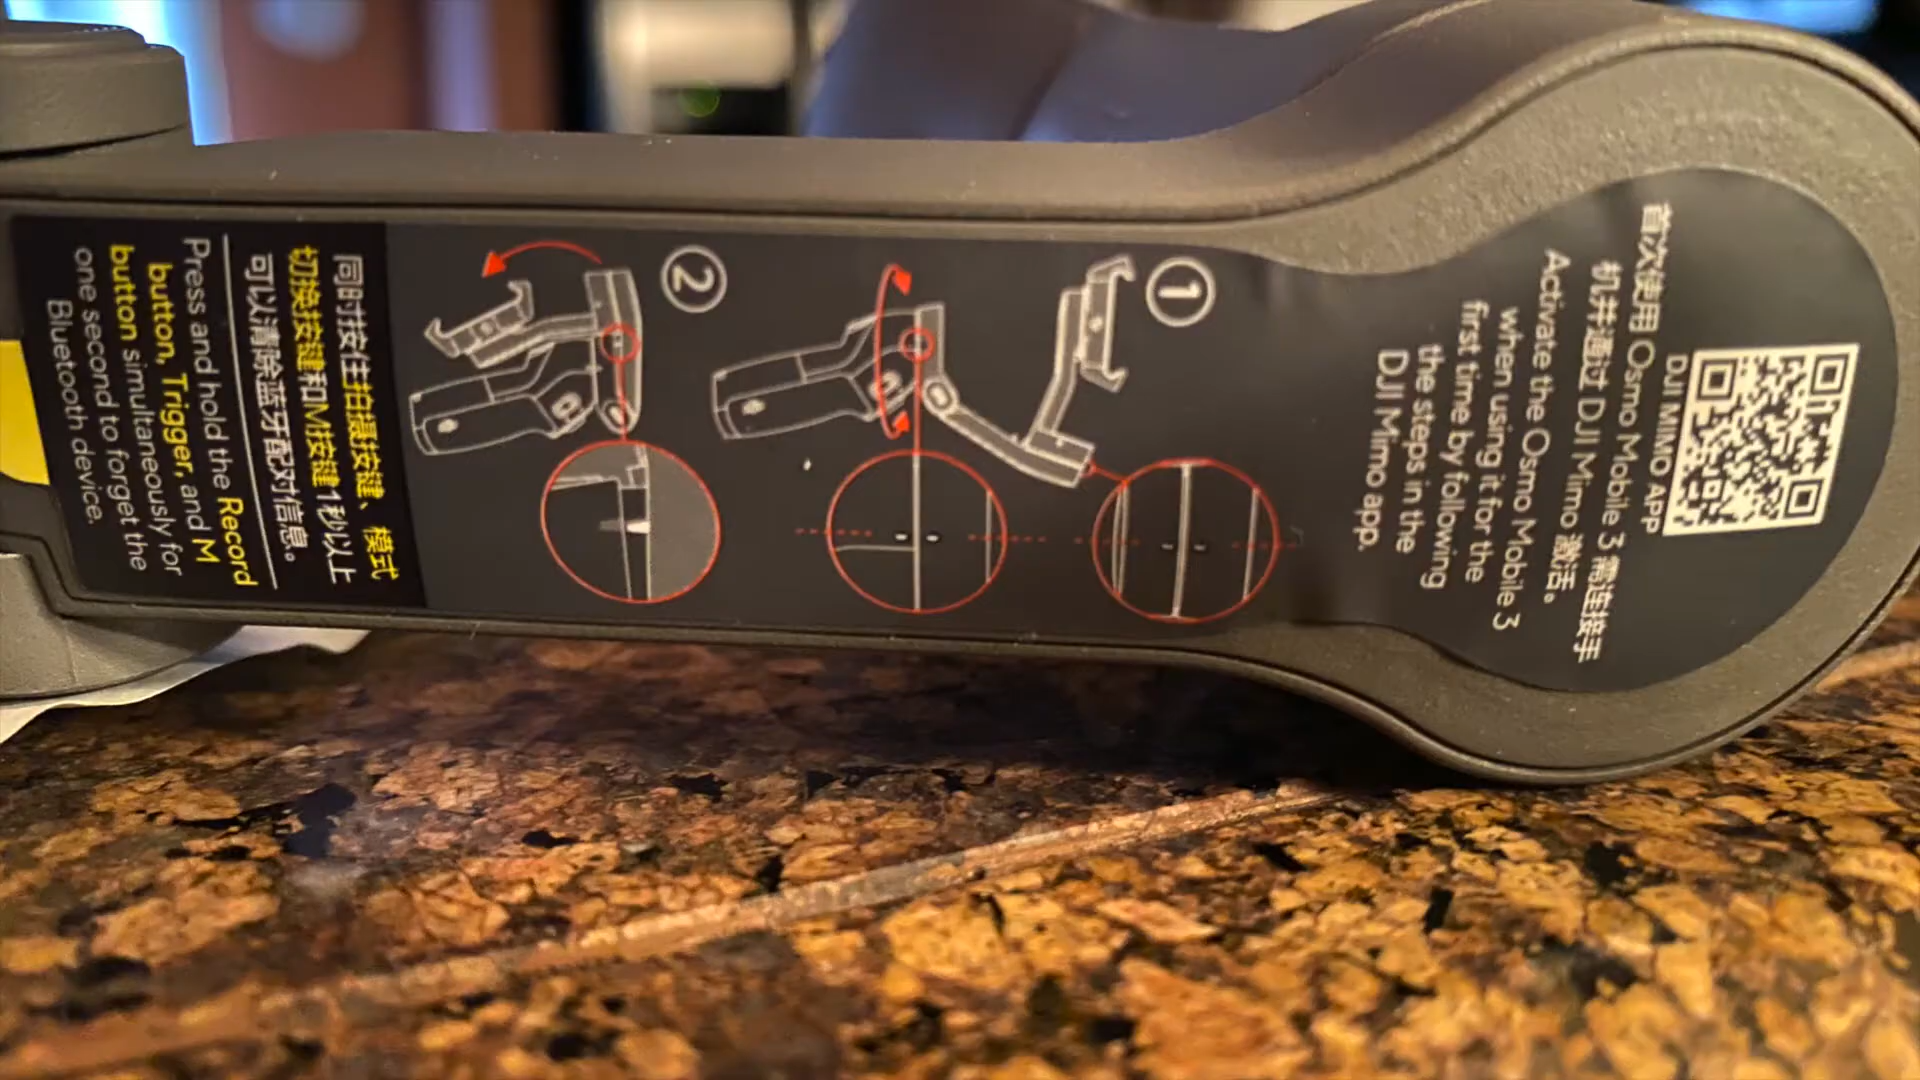 DJI MIMO APP
首次使用 Osmo Mobile 3 需连接手
机并通过 DJI Mimo 激活。
Activate the Osmo Mobile 3
when using it for the
first time by following
the steps in the
DJI Mimo app.
1
2
同时按住拍摄按键、模式
切换按键和M按键1秒以上
可以清除蓝牙配对信息。
Press and hold the Record
button, Trigger, and M
button simultaneously for
one second to forget the
Bluetooth device.